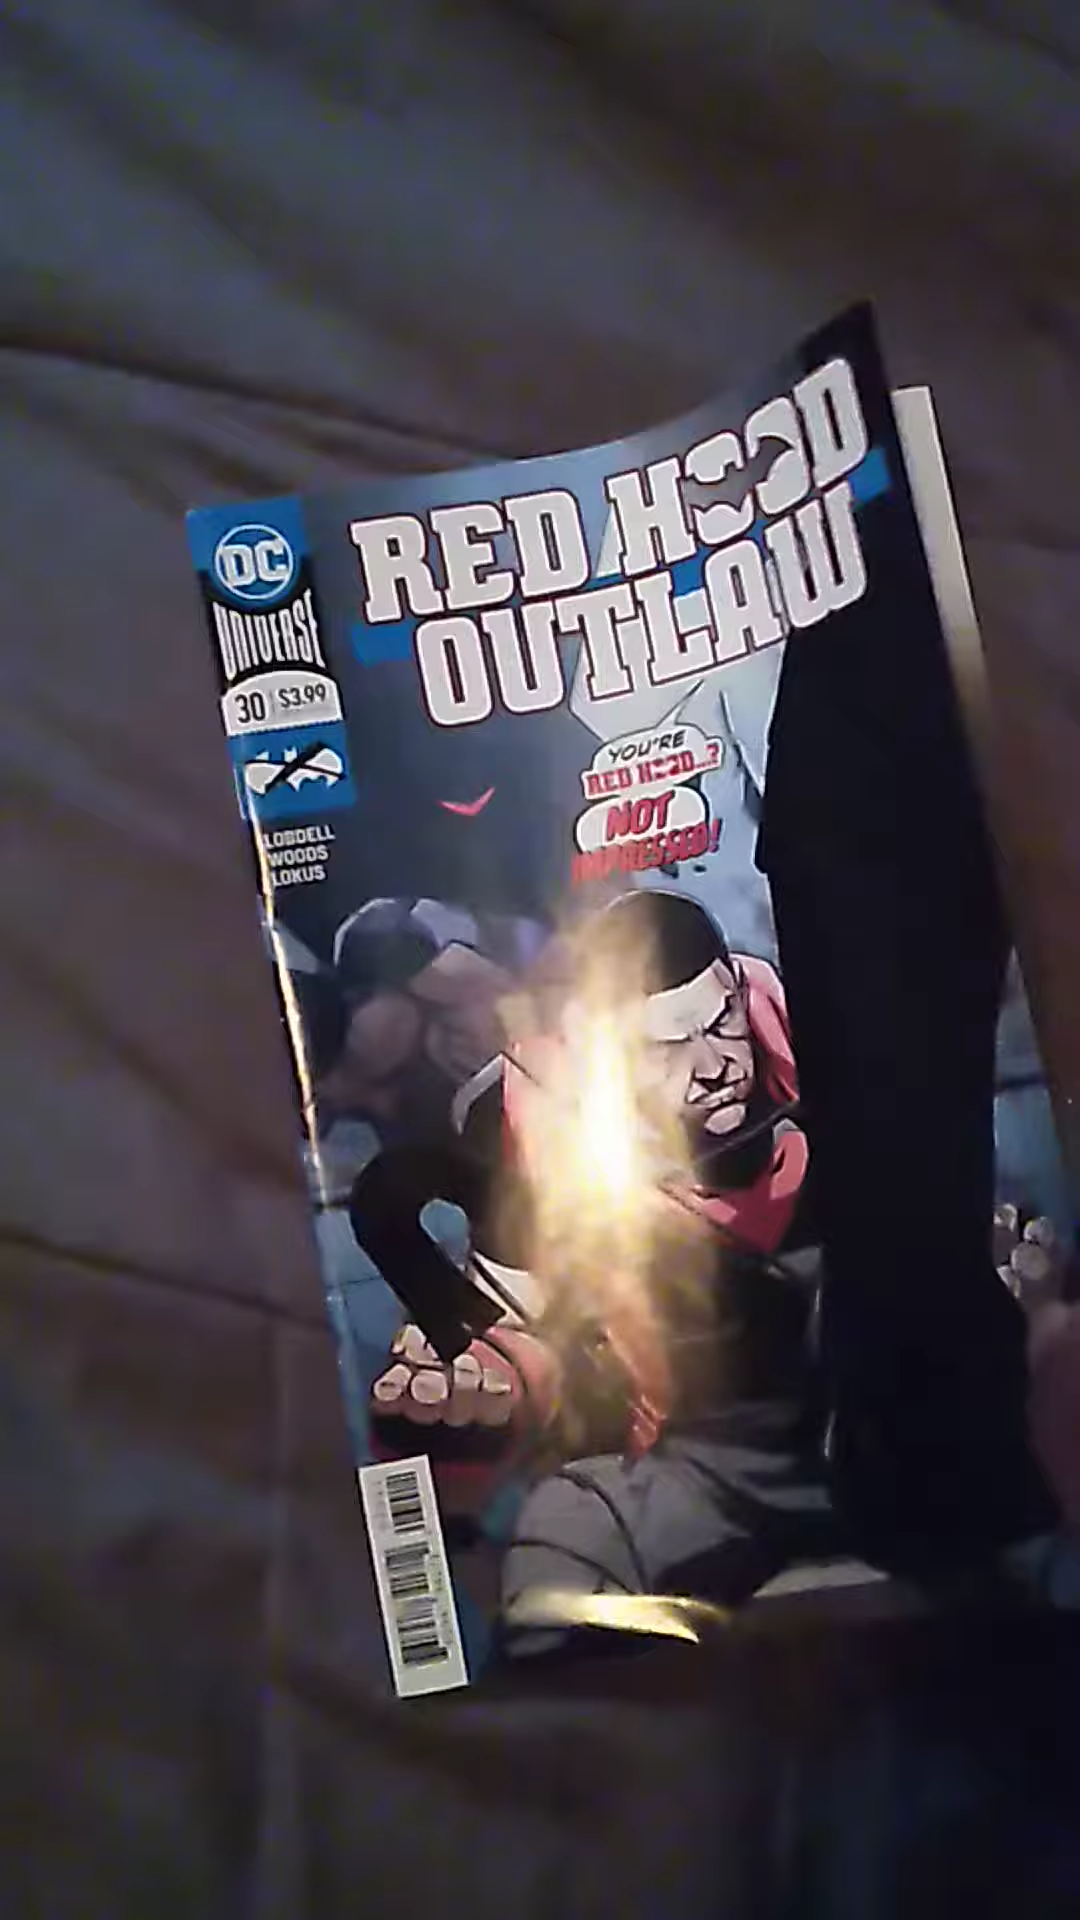 RED HOOD
OUTLAW
DC
UNIVERSE
30 $3.99
LOBDELL
WOODS
LOKUS
YOU'RE
RED HOOD...?
NOT
IMPRESSED!